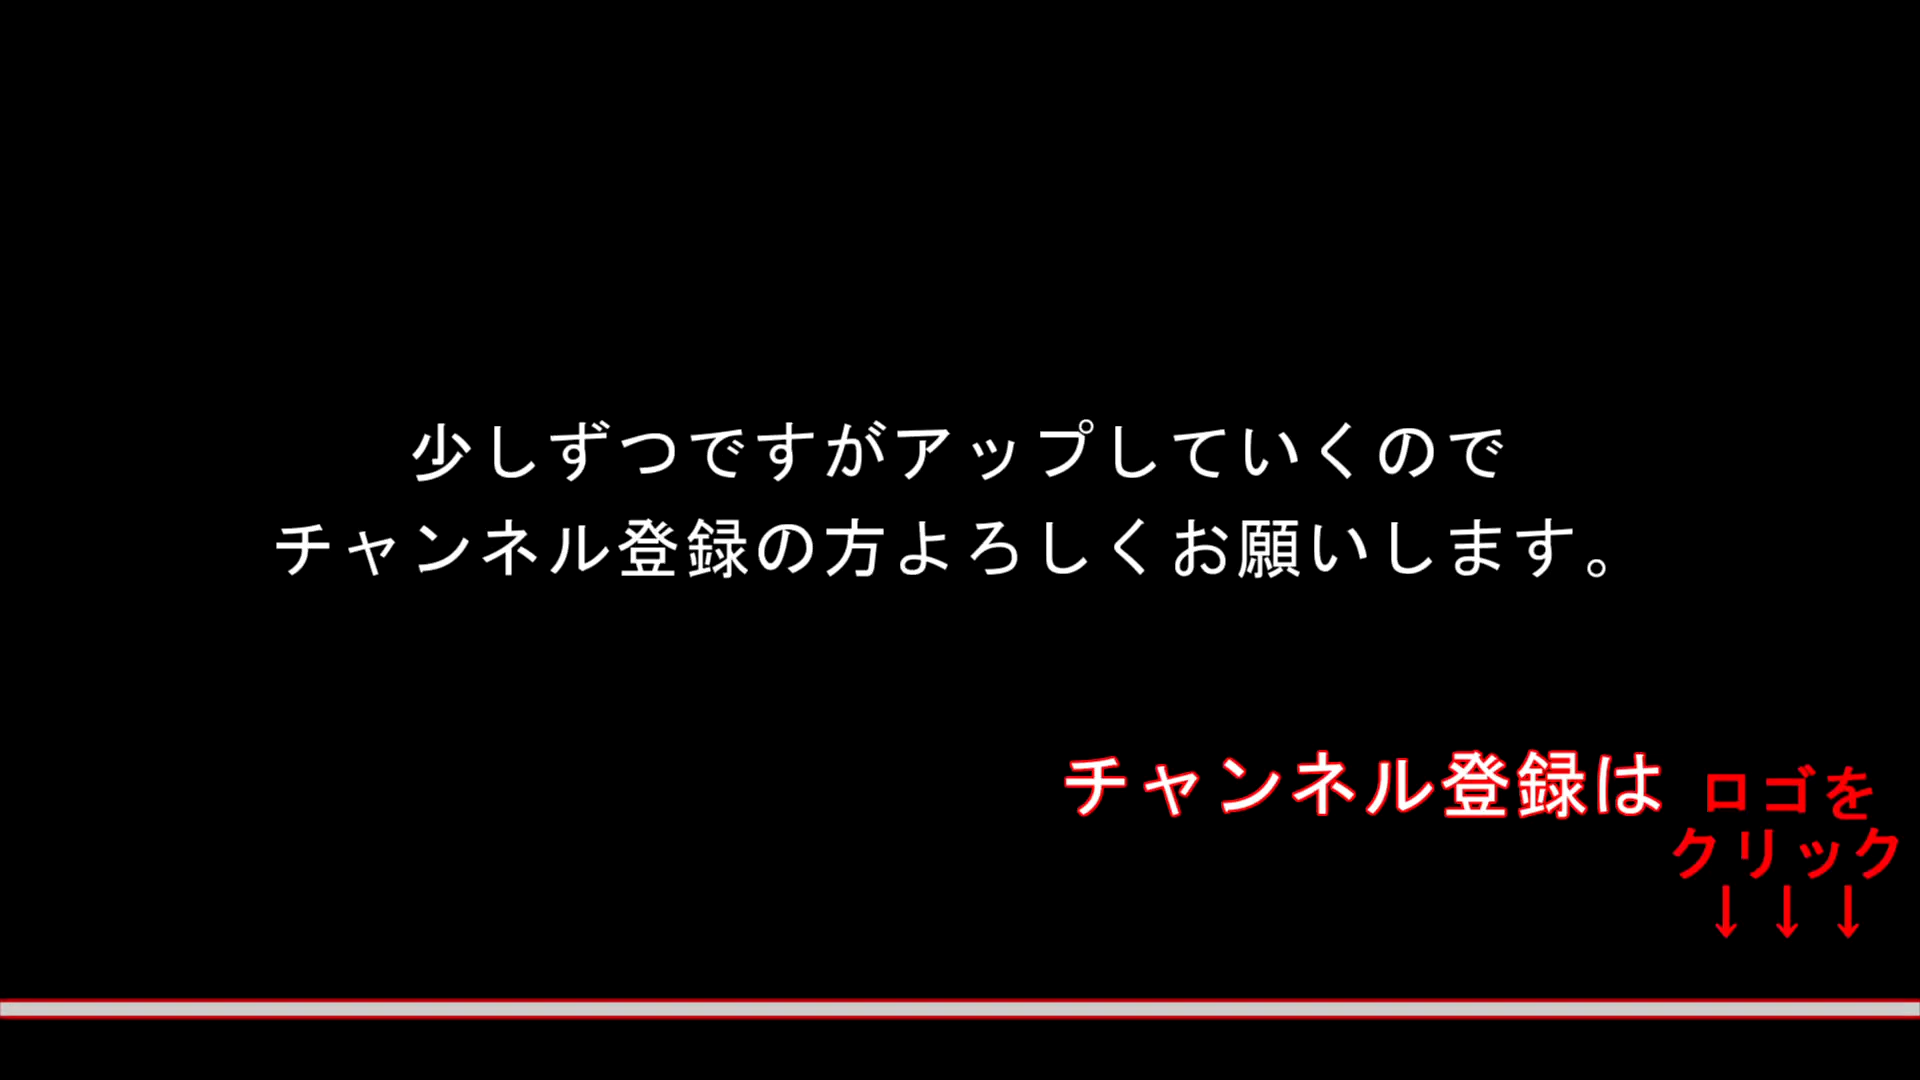 少しずつですがアップしていくので
チャンネル登録の方よろしくお願いします。
チャンネル登録は
ロゴを
クリック
↓↓↓